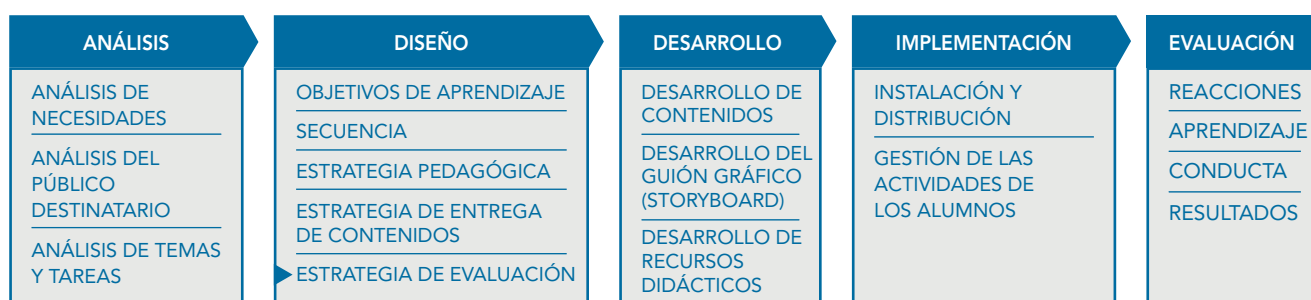 ANÁLISIS
ANÁLISIS DE
NECESIDADES
ANÁLISIS DEL
PÚBLICO
DESTINATARIO
ANÁLISIS DE TEMAS
Y TAREAS
DISEÑO
OBJETIVOS DE APRENDIZAJE
SECUENCIA
ESTRATEGIA PEDAGÓGICA
ESTRATEGIA DE ENTREGA
DE CONTENIDOS
ESTRATEGIA DE EVALUACIÓN
DESARROLLO
DESARROLLO DE
CONTENIDOS
DESARROLLO DEL
GUIÓN GRÁFICO
(STORYBOARD)
DESARROLLO DE
RECURSOS
DIDÁCTICOS
IMPLEMENTACIÓN
INSTALACIÓN Y
DISTRIBUCIÓN
GESTIÓN DE LAS
ACTIVIDADES DE
LOS ALUMNOS
EVALUACIÓN
REACCIONES
APRENDIZAJE
CONDUCTA
RESULTADOS